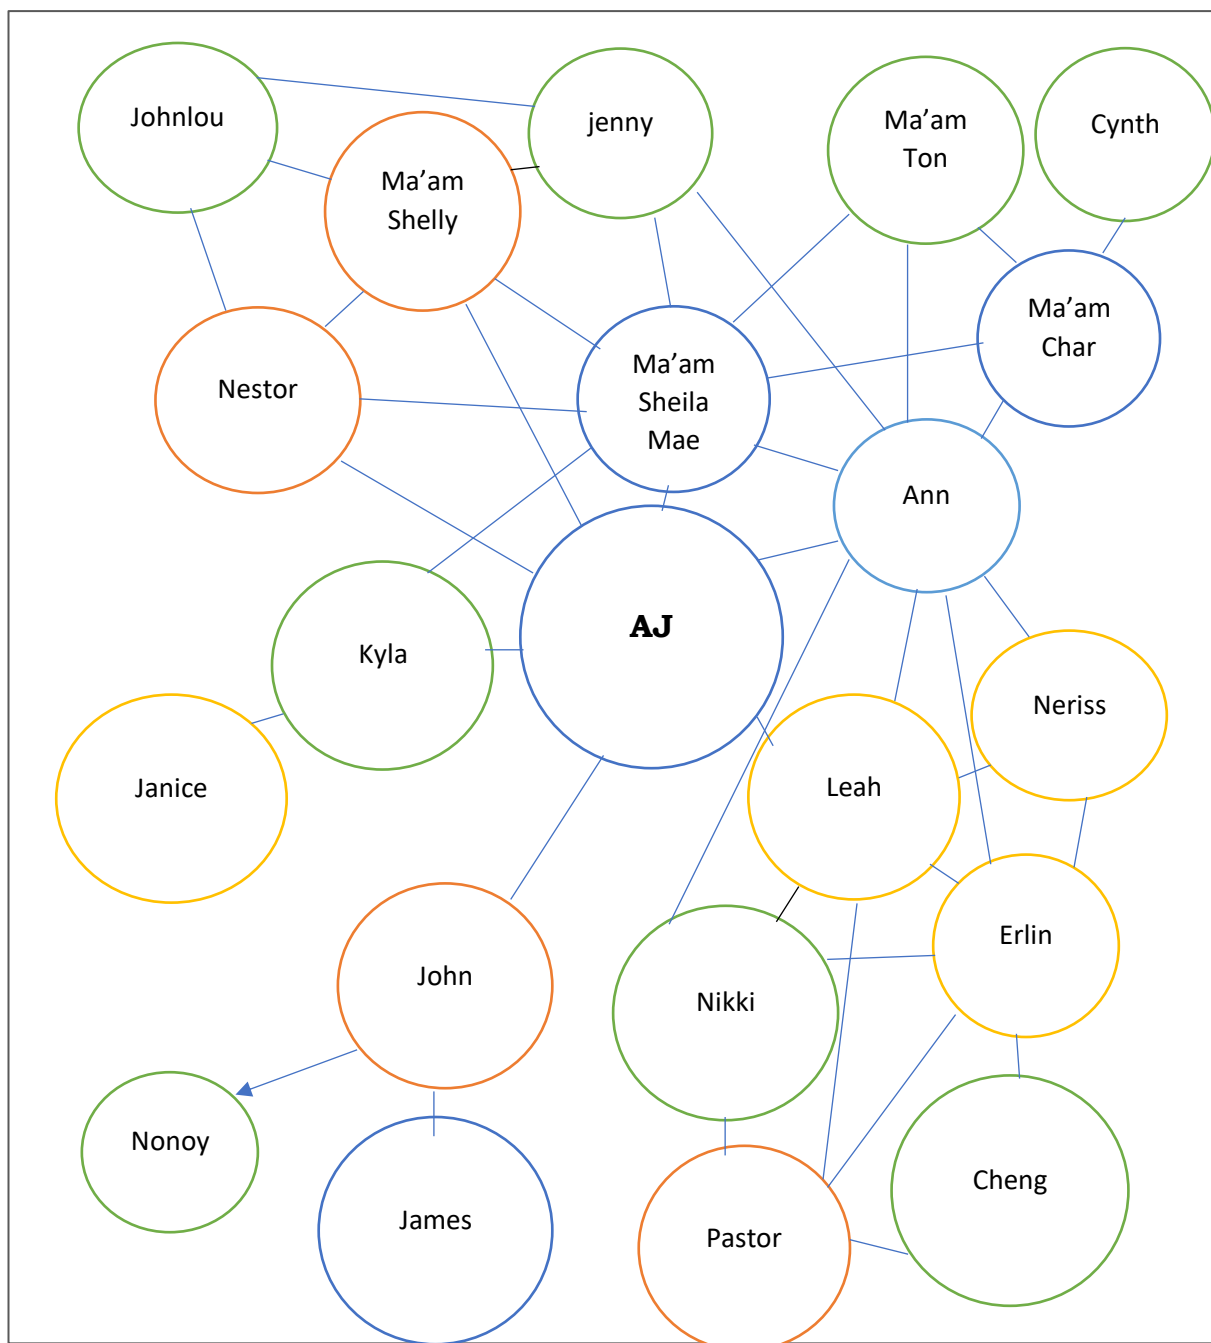 Johnlou
jenny
Ma’am
Ton
Cynth
Ma’am
Shelly
Ma’am
Char
Nestor
Ma’am
Sheila
Mae
Ann
AJ
Kyla
Neriss
Janice
Leah
Erlin
John
Nikki
Nonoy
Cheng
James
Pastor